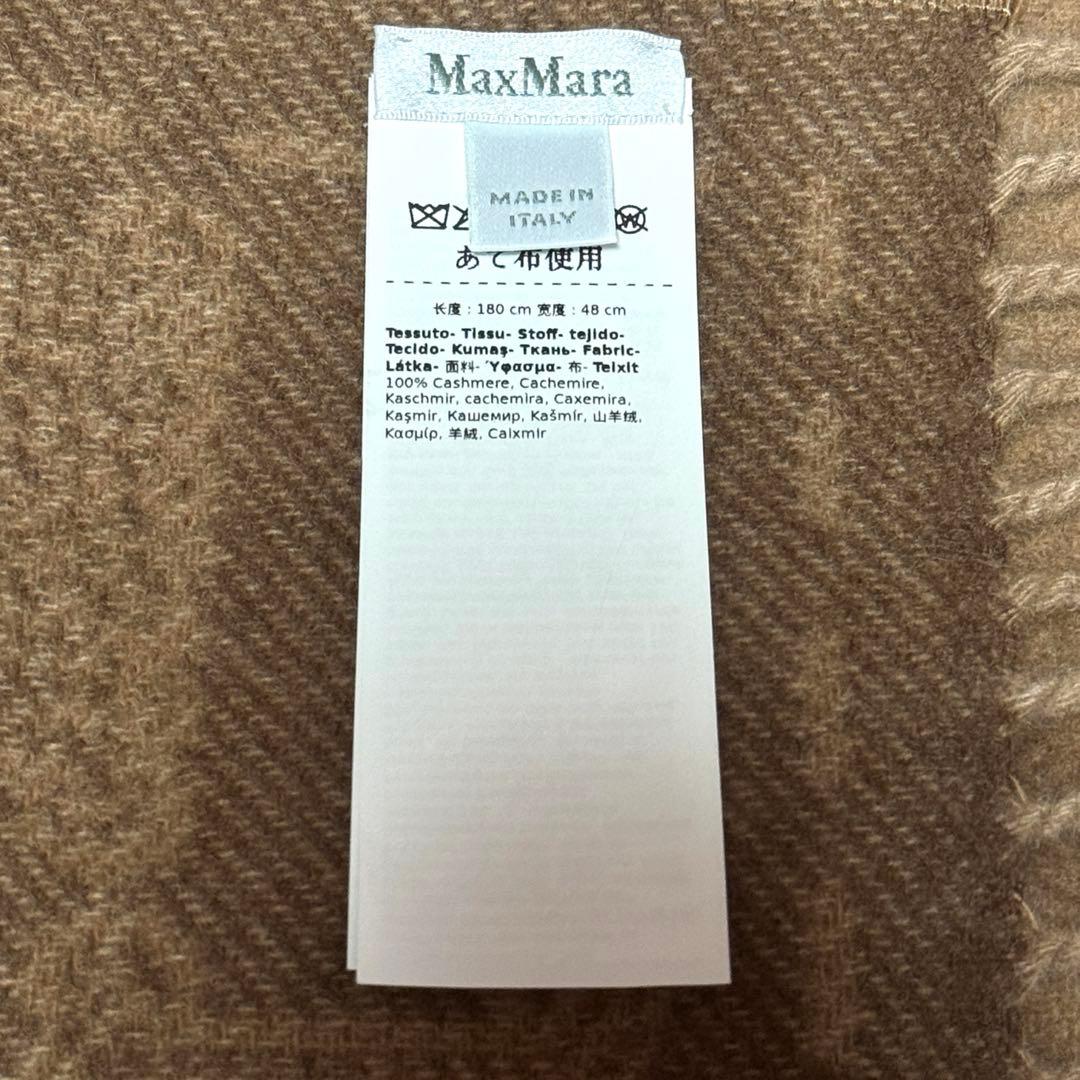 MaxMara
MADE IN
ITALY
W
あて布使用
长度 : 180 cm 宽度 : 48 cm
Tessuto- Tissu- Stoff- tejido-
Tecido- Kumaş- Ткань- Fabric-
Látka- 面料- Ύφασμα- 布- Teixit
100% Cashmere, Cachemire,
Kaschmir, cachemira, Caxemira,
Kaşmir, Кашемир, Kašmír, 山羊绒,
Κασμίρ, 羊絨, Caixmir